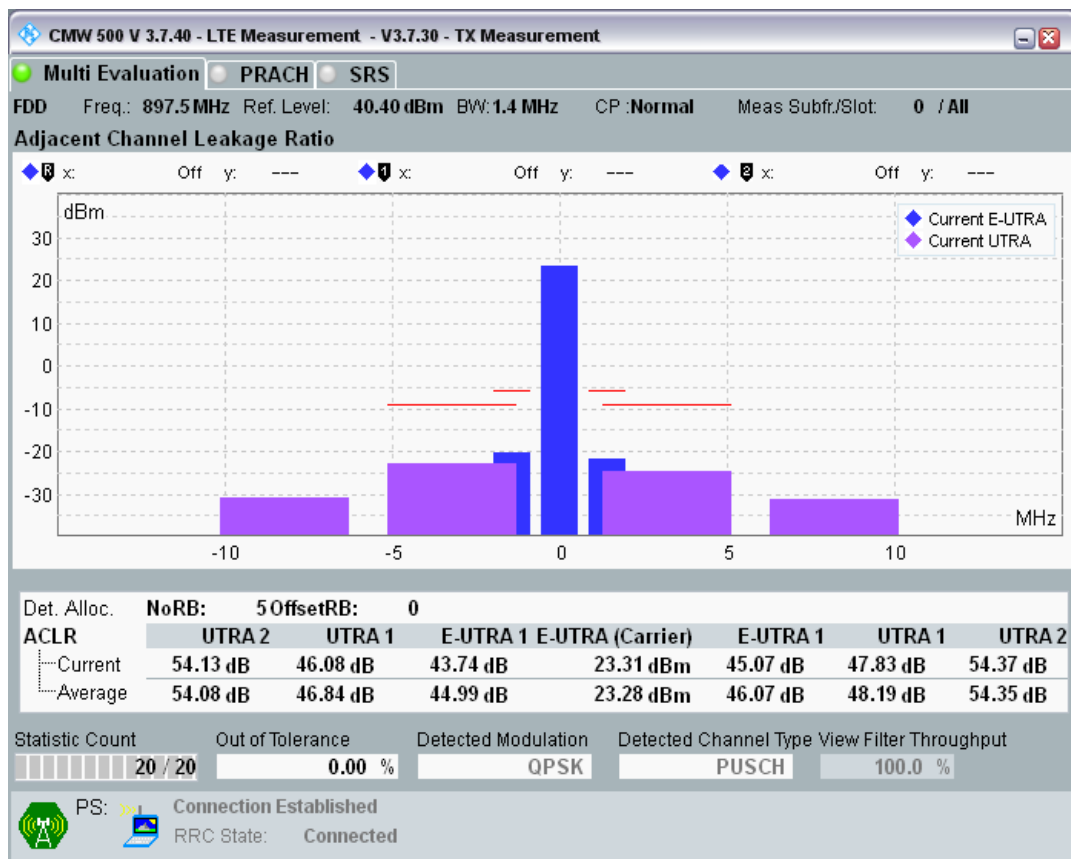 CMW 500 V 3.7.40 - LTE Measurement - V3.7.30 - TX Measurement
Multi Evaluation PRACH SRS
FDD Freq.: 897.5 MHz Ref. Level: 40.40 dBm BW: 1.4 MHz CP :Normal Meas Subfr./Slot: 0 / All
Adjacent Channel Leakage Ratio
R x: Off y: --- 1 x: Off y: --- 2 x: Off y: ---
dBm
Current E-UTRA
Current UTRA
30
20
10
0
-10
-20
-30
MHz
-10 -5 0 5 10
Det. Alloc. NoRB: 5 OffsetRB: 0
ACLR UTRA 2 UTRA 1 E-UTRA 1 E-UTRA (Carrier) E-UTRA 1 UTRA 1 UTRA 2
Current 54.13 dB 46.08 dB 43.74 dB 23.31 dBm 45.07 dB 47.83 dB 54.37 dB
Average 54.08 dB 46.84 dB 44.99 dB 23.28 dBm 46.07 dB 48.19 dB 54.35 dB
Statistic Count Out of Tolerance Detected Modulation Detected Channel Type View Filter Throughput
20 / 20 0.00 % QPSK PUSCH 100.0 %
PS: Connection Established
RRC State: Connected